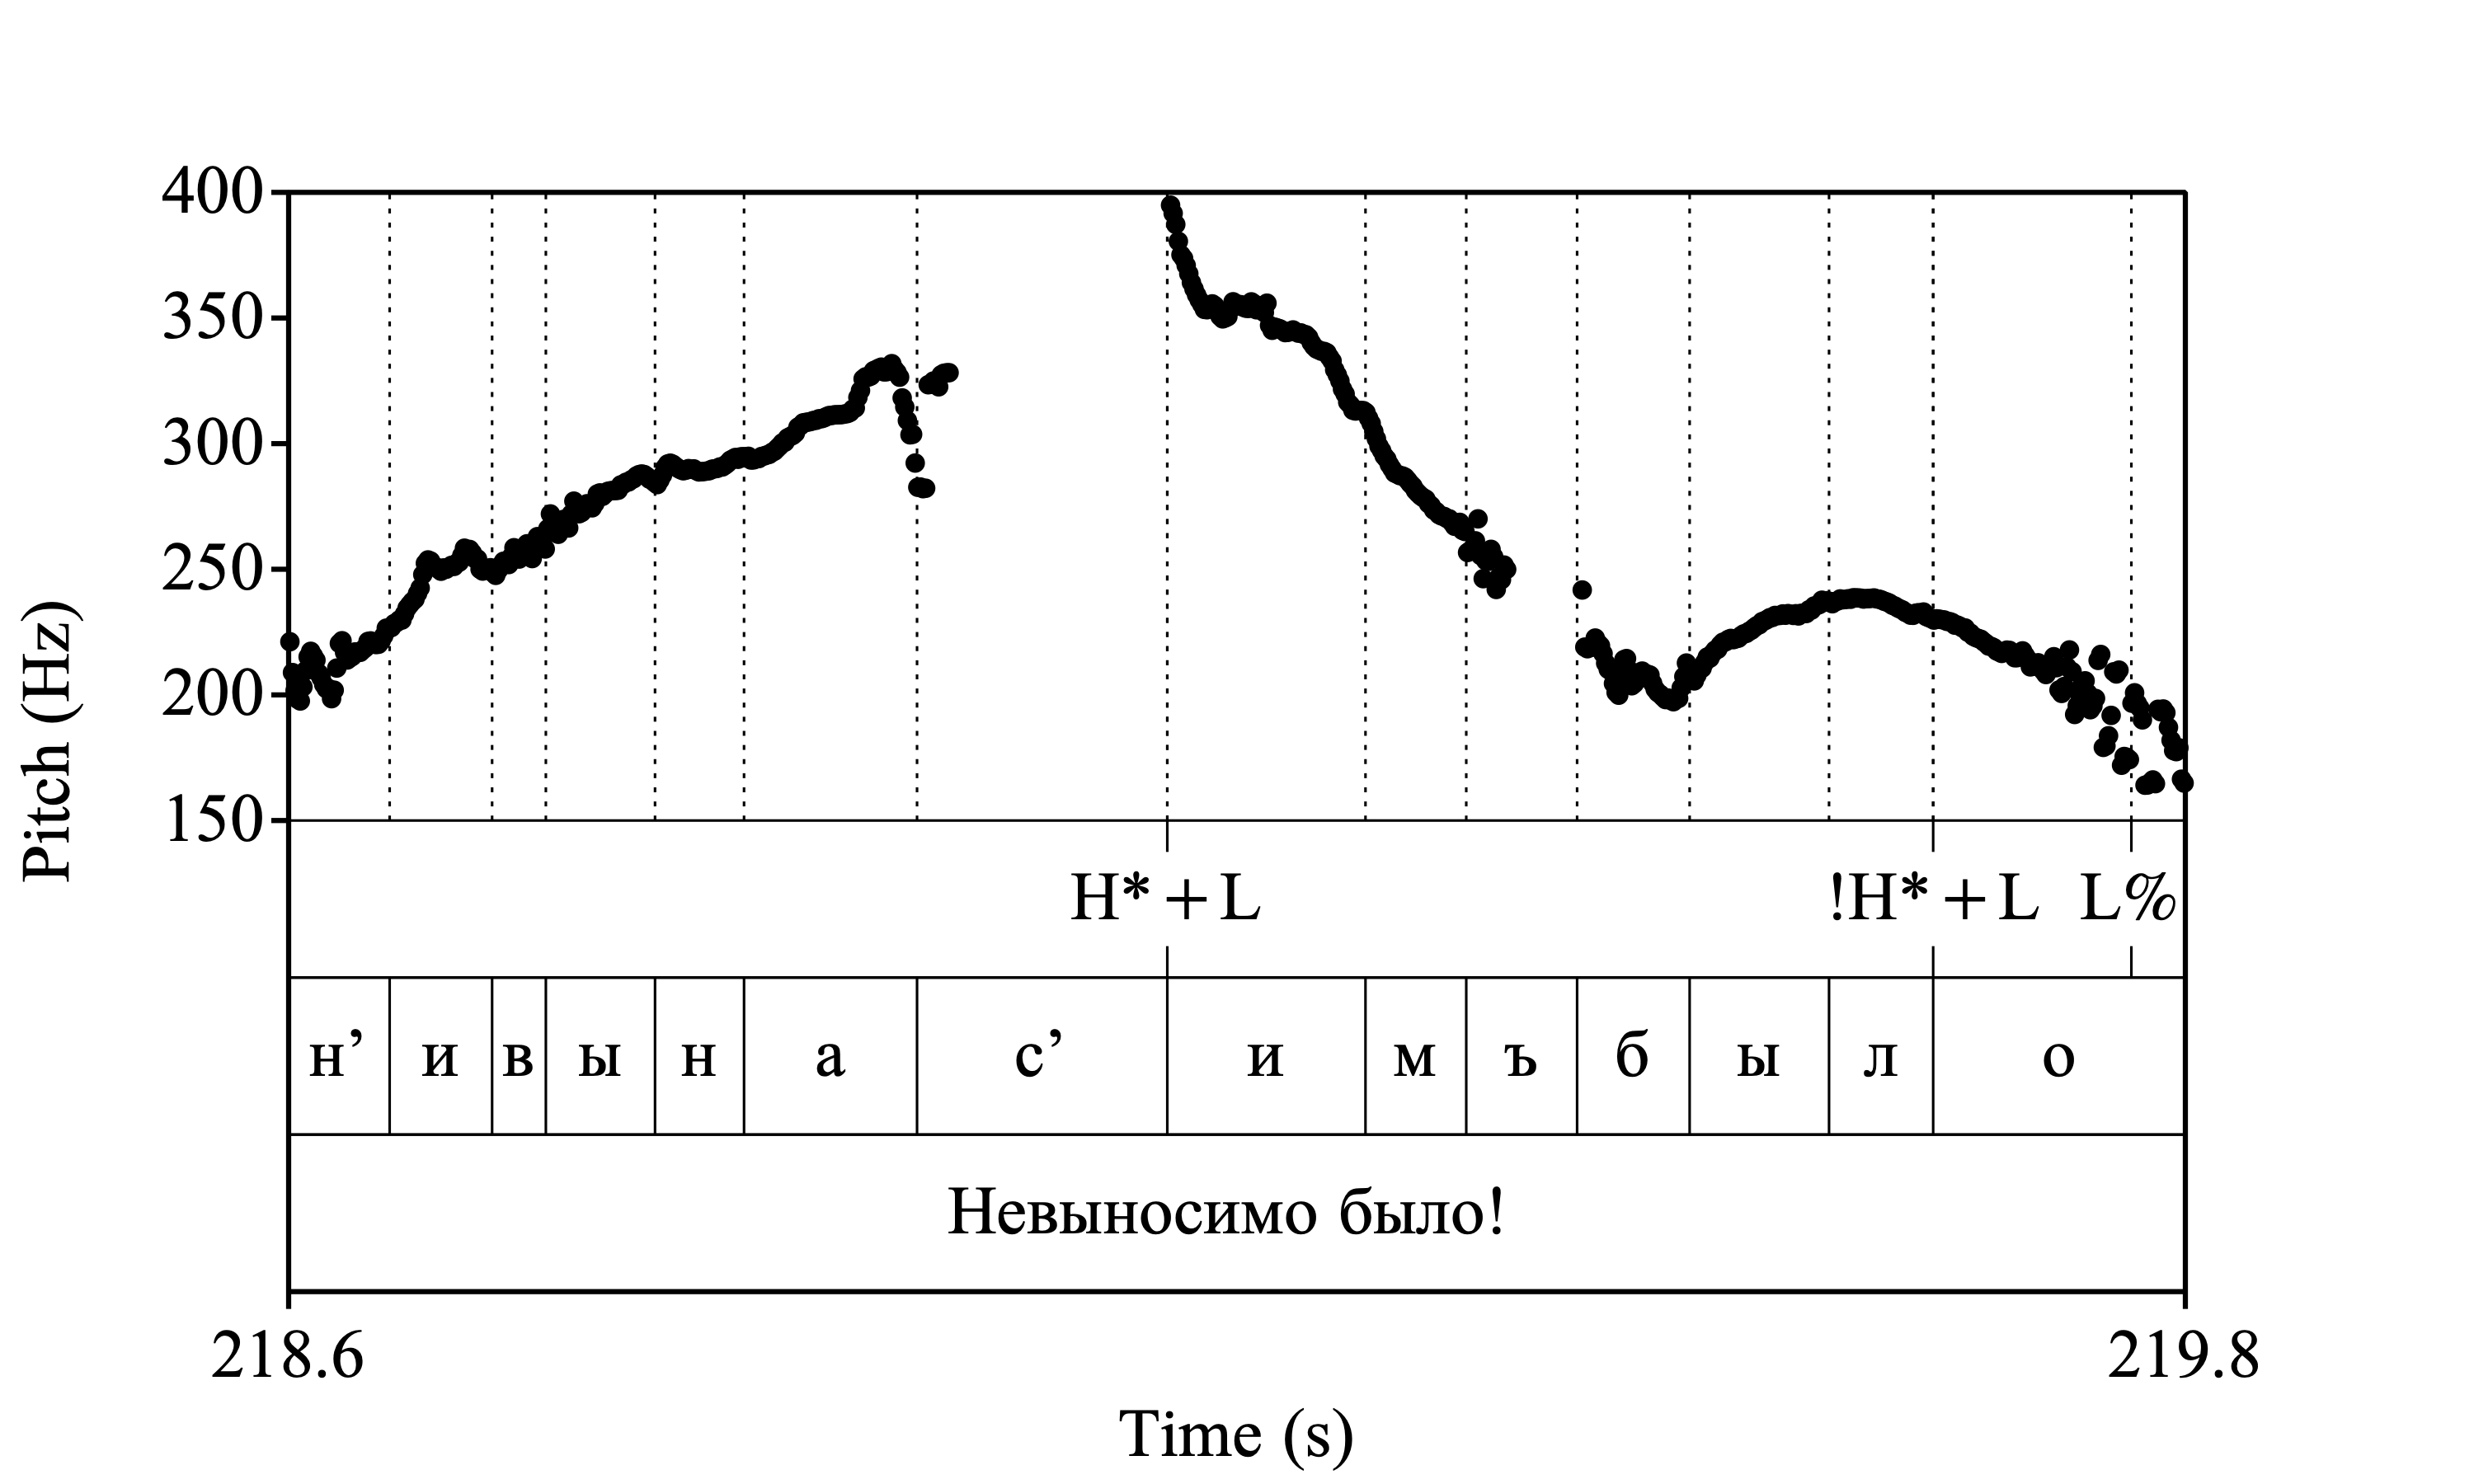 400
350
300
250
200
150
Pitch (Hz)
H*+L !H*+L L%
н’ и в ы н а с’ и м ъ б ы л о
Невыносимо было!
218.6 219.8
Time (s)